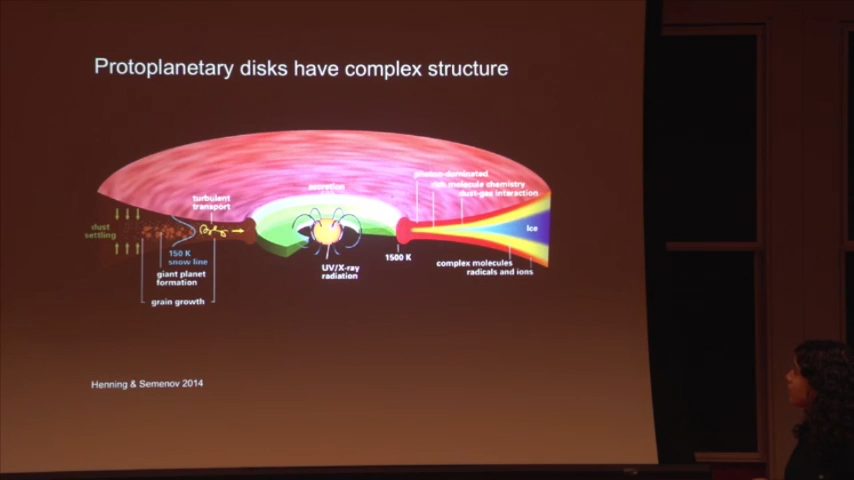 Protoplanetary disks have complex structure
photon-dominated
rich molecule chemistry
dust-gas interaction
accretion
turbulent
transport
dust
settling
Ice
150 K
snow line
1500 K
complex molecules
radicals and ions
UV/X-ray
radiation
giant planet
formation
grain growth
Henning & Semenov 2014